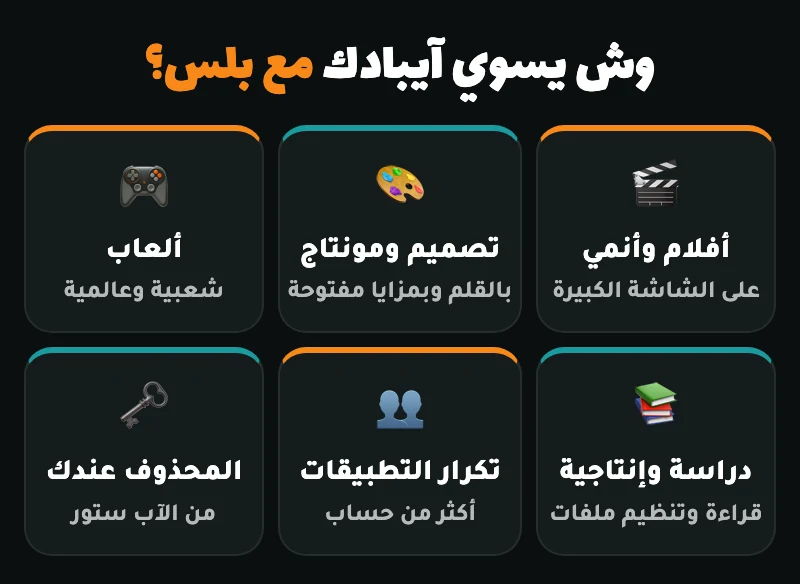 وش يسوي آيبادك مع بلس؟
أفلام وأنمي
على الشاشة الكبيرة
تصميم ومونتاج
بالقلم وبمزايا مفتوحة
ألعاب
شعبية وعالمية
دراسة وإنتاجية
قراءة وتنظيم ملفات
تكرار التطبيقات
أكثر من حساب
المحذوف عندك
من الآب ستور